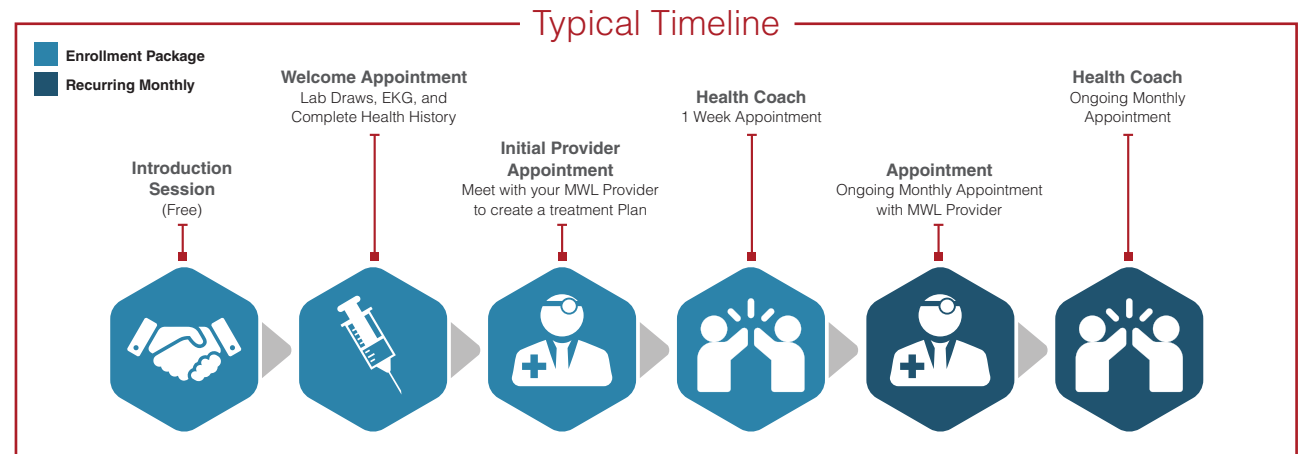 Typical Timeline
Enrollment Package
Recurring Monthly
Introduction
Session
(Free)
Welcome Appointment
Lab Draws, EKG, and
Complete Health History
Initial Provider
Appointment
Meet with your MWL Provider
to create a treatment Plan
Health Coach
1 Week Appointment
Appointment
Ongoing Monthly Appointment
with MWL Provider
Health Coach
Ongoing Monthly
Appointment